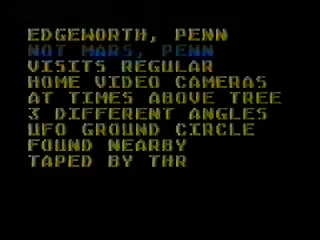 EDGEWORTH, PENN
NOT MARS, PENN
VISITS REGULAR
HOME VIDEO CAMERAS
AT TIMES ABOVE TREE
3 DIFFERENT ANGLES
UFO GROUND CIRCLE
FOUND NEARBY
TAPED BY THR